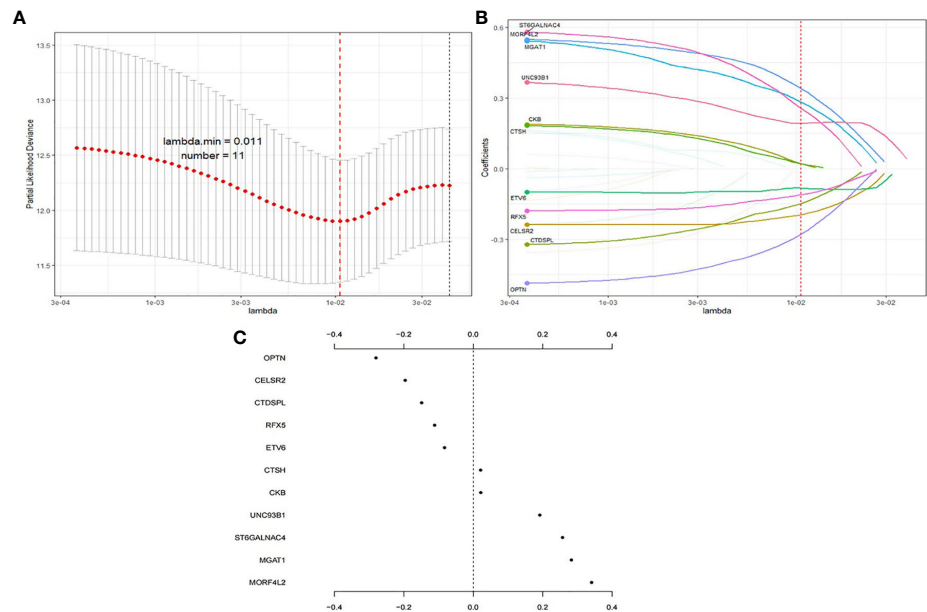 A
13.5
13.0
12.5
12.0
11.5
Partial Likelihood Deviance
lambda.min = 0.011
number = 11
3e-04
1e-03
3e-03
1e-02
3e-02
lambda
B
0.6
0.3
0.0
-0.3
Coefficients
ST6GALNAC4
MORF4L2
MGAT1
UNC93B1
CKB
CTSH
ETV6
RFX5
CELSR2
CTDSPL
OPTN
3e-04
1e-03
3e-03
1e-02
3e-02
lambda
C
−0.4
−0.2
0.0
0.2
0.4
OPTN
CELSR2
CTDSPL
RFX5
ETV6
CTSH
CKB
UNC93B1
ST6GALNAC4
MGAT1
MORF4L2
−0.4
−0.2
0.0
0.2
0.4